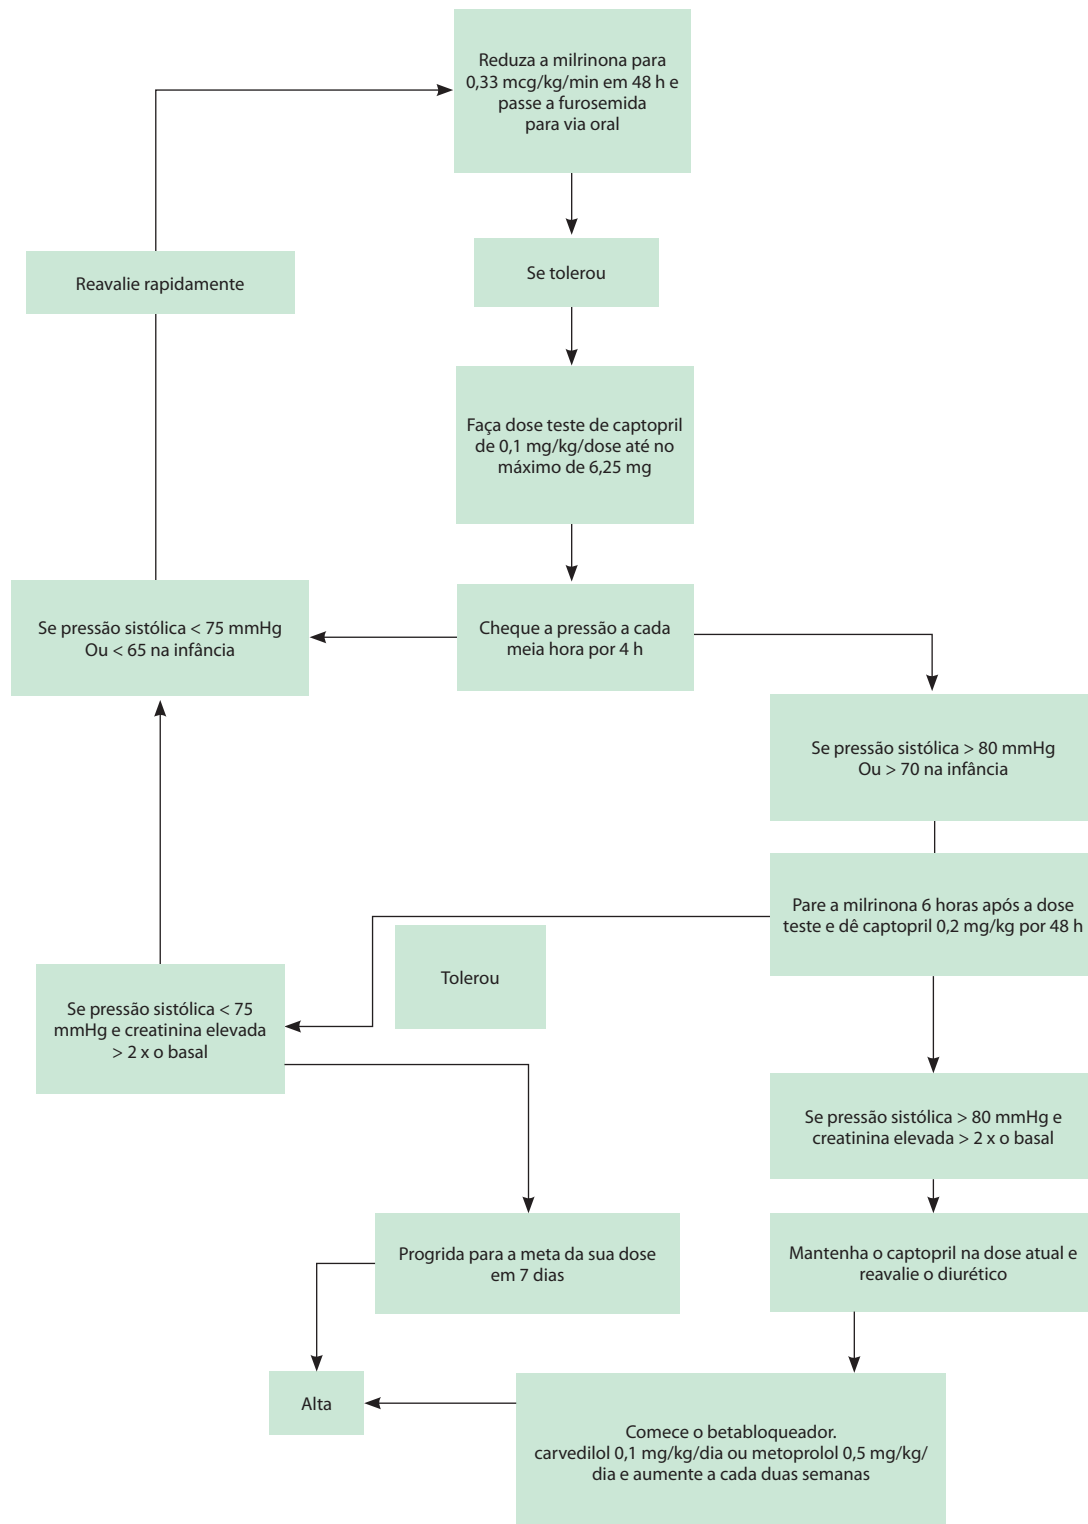 Reduza a milrinona para
0,33 mcg/kg/min em 48 h e
passe a furosemida
para via oral
Reavalie rapidamente
Se tolerou
Faça dose teste de captopril
de 0,1 mg/kg/dose até no
máximo de 6,25 mg
Se pressão sistólica < 75 mmHg
Ou < 65 na infância
Cheque a pressão a cada
meia hora por 4 h
Se pressão sistólica > 80 mmHg
Ou > 70 na infância
Pare a milrinona 6 horas após a dose
teste e dê captopril 0,2 mg/kg por 48 h
Tolerou
Se pressão sistólica < 75
mmHg e creatinina elevada
> 2 x o basal
Se pressão sistólica > 80 mmHg e
creatinina elevada > 2 x o basal
Progrida para a meta da sua dose
em 7 dias
Mantenha o captopril na dose atual e
reavalie o diurético
Alta
Comece o betabloqueador.
carvedilol 0,1 mg/kg/dia ou metoprolol 0,5 mg/kg/
dia e aumente a cada duas semanas